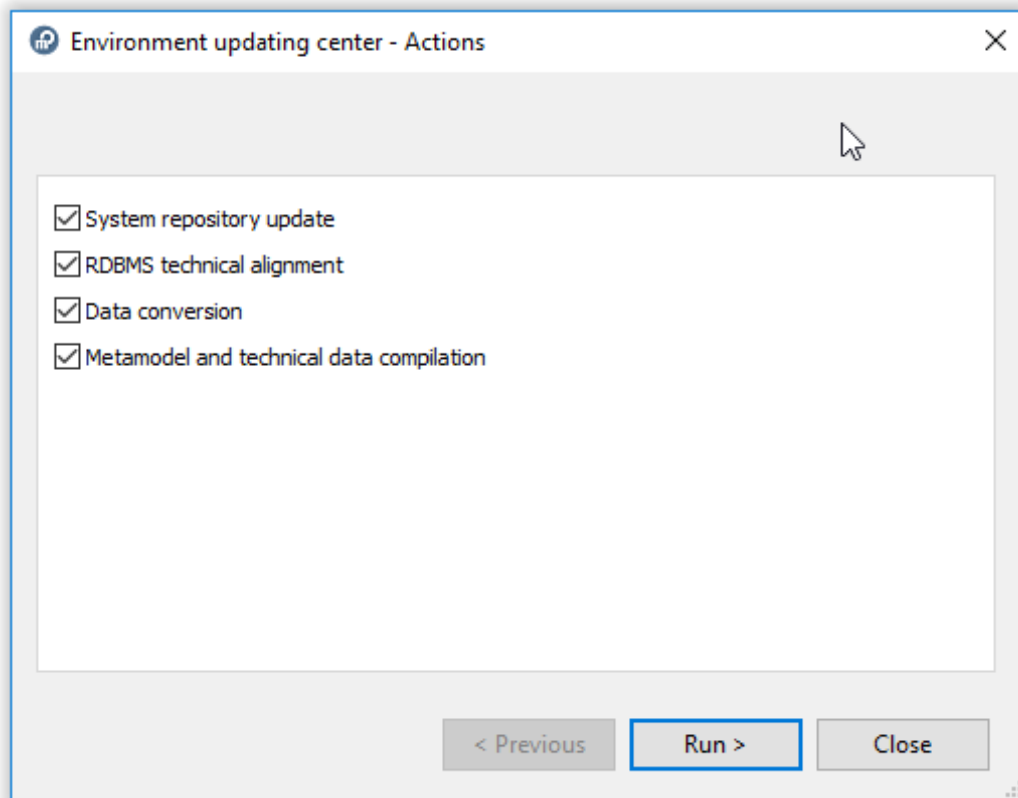 Environment updating center - Actions
System repository update
RDBMS technical alignment
Data conversion
Metamodel and technical data compilation
< Previous Run > Close